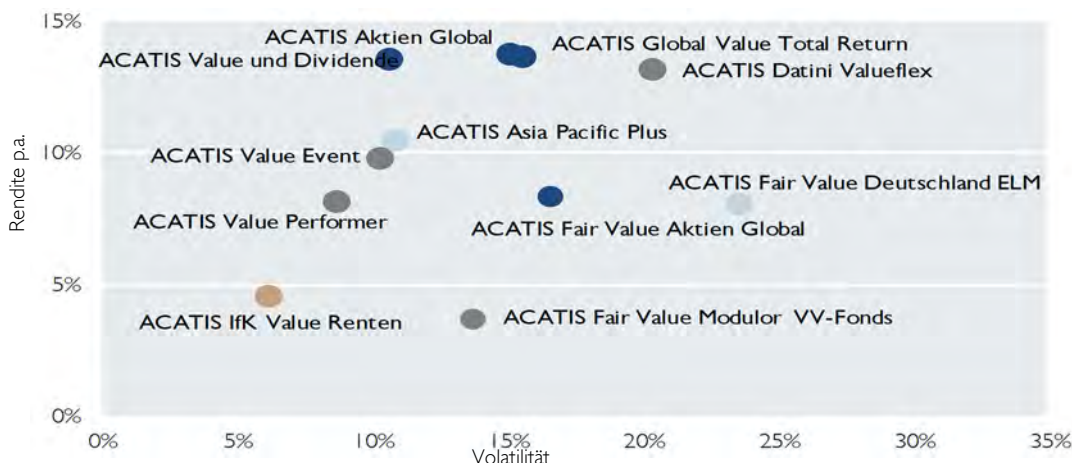 15%
ACATIS Aktien Global
ACATIS Global Value Total Return
ACATIS Value und Dividende
ACATIS Datini Valueflex
Rendite p.a.
ACATIS Asia Pacific Plus
10%
ACATIS Value Event
ACATIS Fair Value Deutschland ELM
ACATIS Value Performer
ACATIS Fair Value Aktien Global
5%
ACATIS IfK Value Renten
ACATIS Fair Value Modulor VV-Fonds
0%
0% 5% 10% 15% 20% 25% 30% 35%
Volatilität